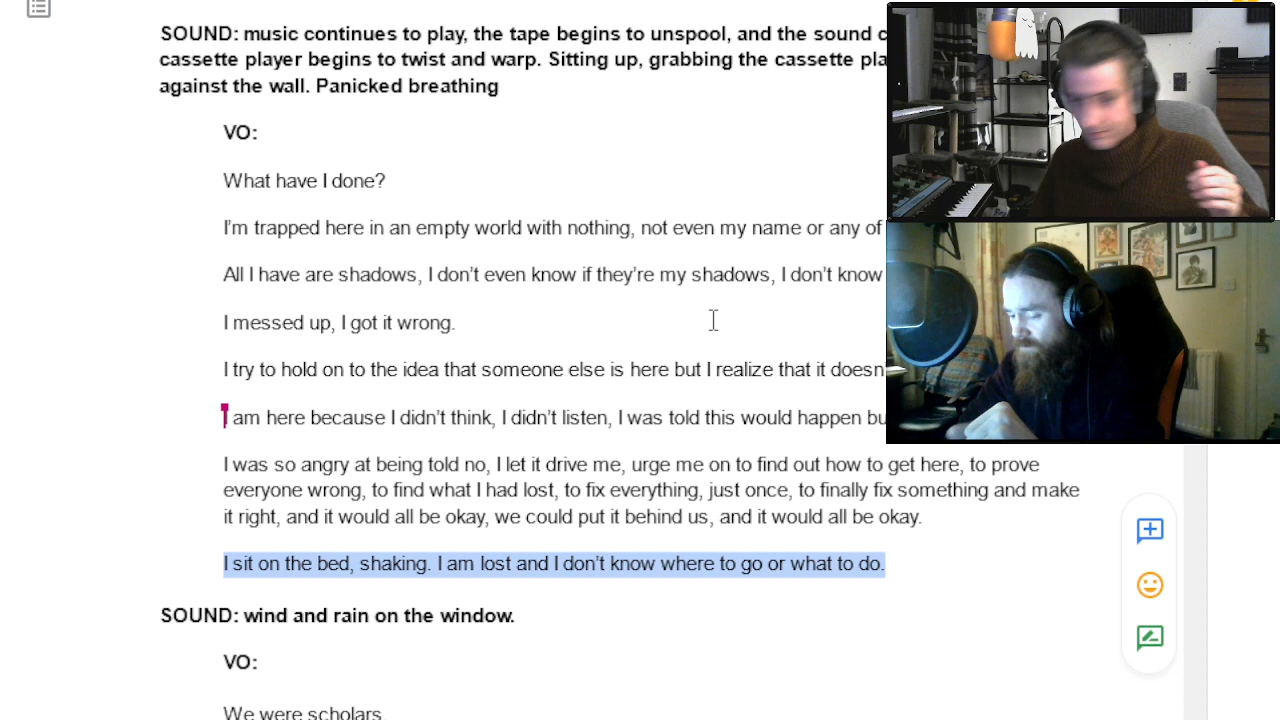 SOUND: music continues to play, the tape begins to unspool, and the sound
cassette player begins to twist and warp. Sitting up, grabbing the cassette
against the wall. Panicked breathing
VO:
What have I done?
I'm trapped here in an empty world with nothing, not even my name or any of
All I have are shadows, I don't even know if they're my shadows, I don't know
I messed up, I got it wrong.
I try to hold on to the idea that someone else is here but I realize that it
I am here because I didn't think, I didn't listen, I was told this would happen
I was so angry at being told no, I let it drive me, urge me on to find out how to get here, to prove
everyone wrong, to find what I had lost, to fix everything, just once, to finally fix something and make
it right, and it would all be okay, we could put it behind us, and it would all be okay.
I sit on the bed, shaking. I am lost and I don't know where to go or what to do.
SOUND: wind and rain on the window.
VO:
We were scholars